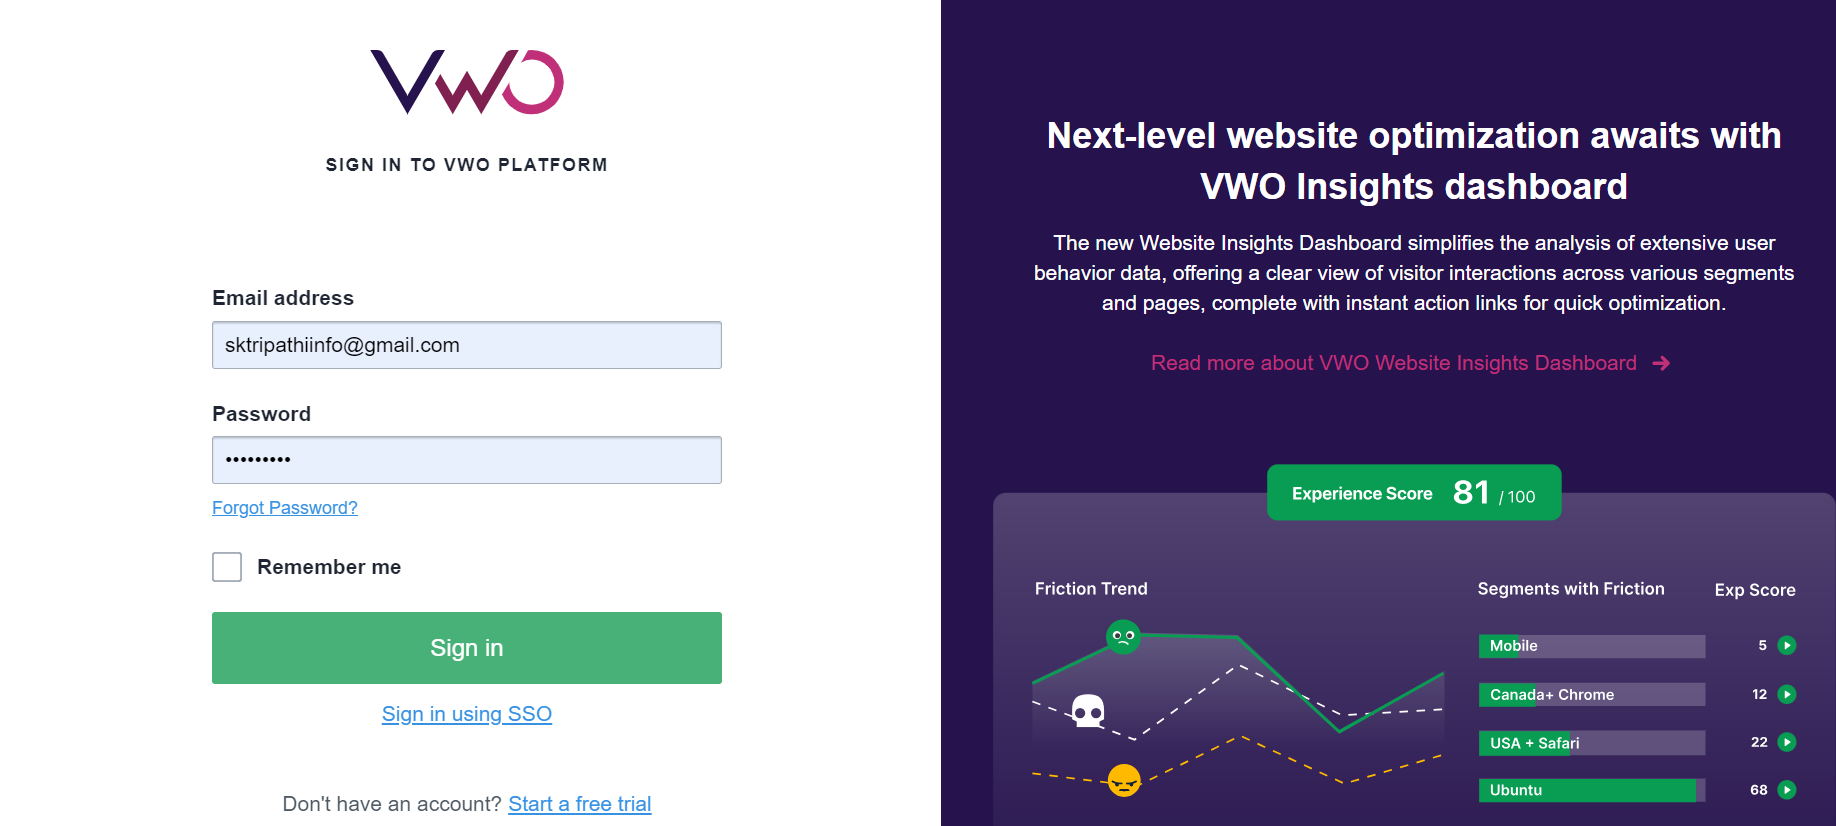 VWO
SIGN IN TO VWO PLATFORM
Email address
sktripathiinfo@gmail.com
Password
•••••••••
Forgot Password?
Remember me
Sign in
Sign in using SSO
Don't have an account? Start a free trial
Next-level website optimization awaits with
VWO Insights dashboard
The new Website Insights Dashboard simplifies the analysis of extensive user
behavior data, offering a clear view of visitor interactions across various segments
and pages, complete with instant action links for quick optimization.
Read more about VWO Website Insights Dashboard →
Experience Score 81 / 100
Friction Trend
Segments with Friction Exp Score
Mobile 5
Canada+ Chrome 12
USA + Safari 22
Ubuntu 68